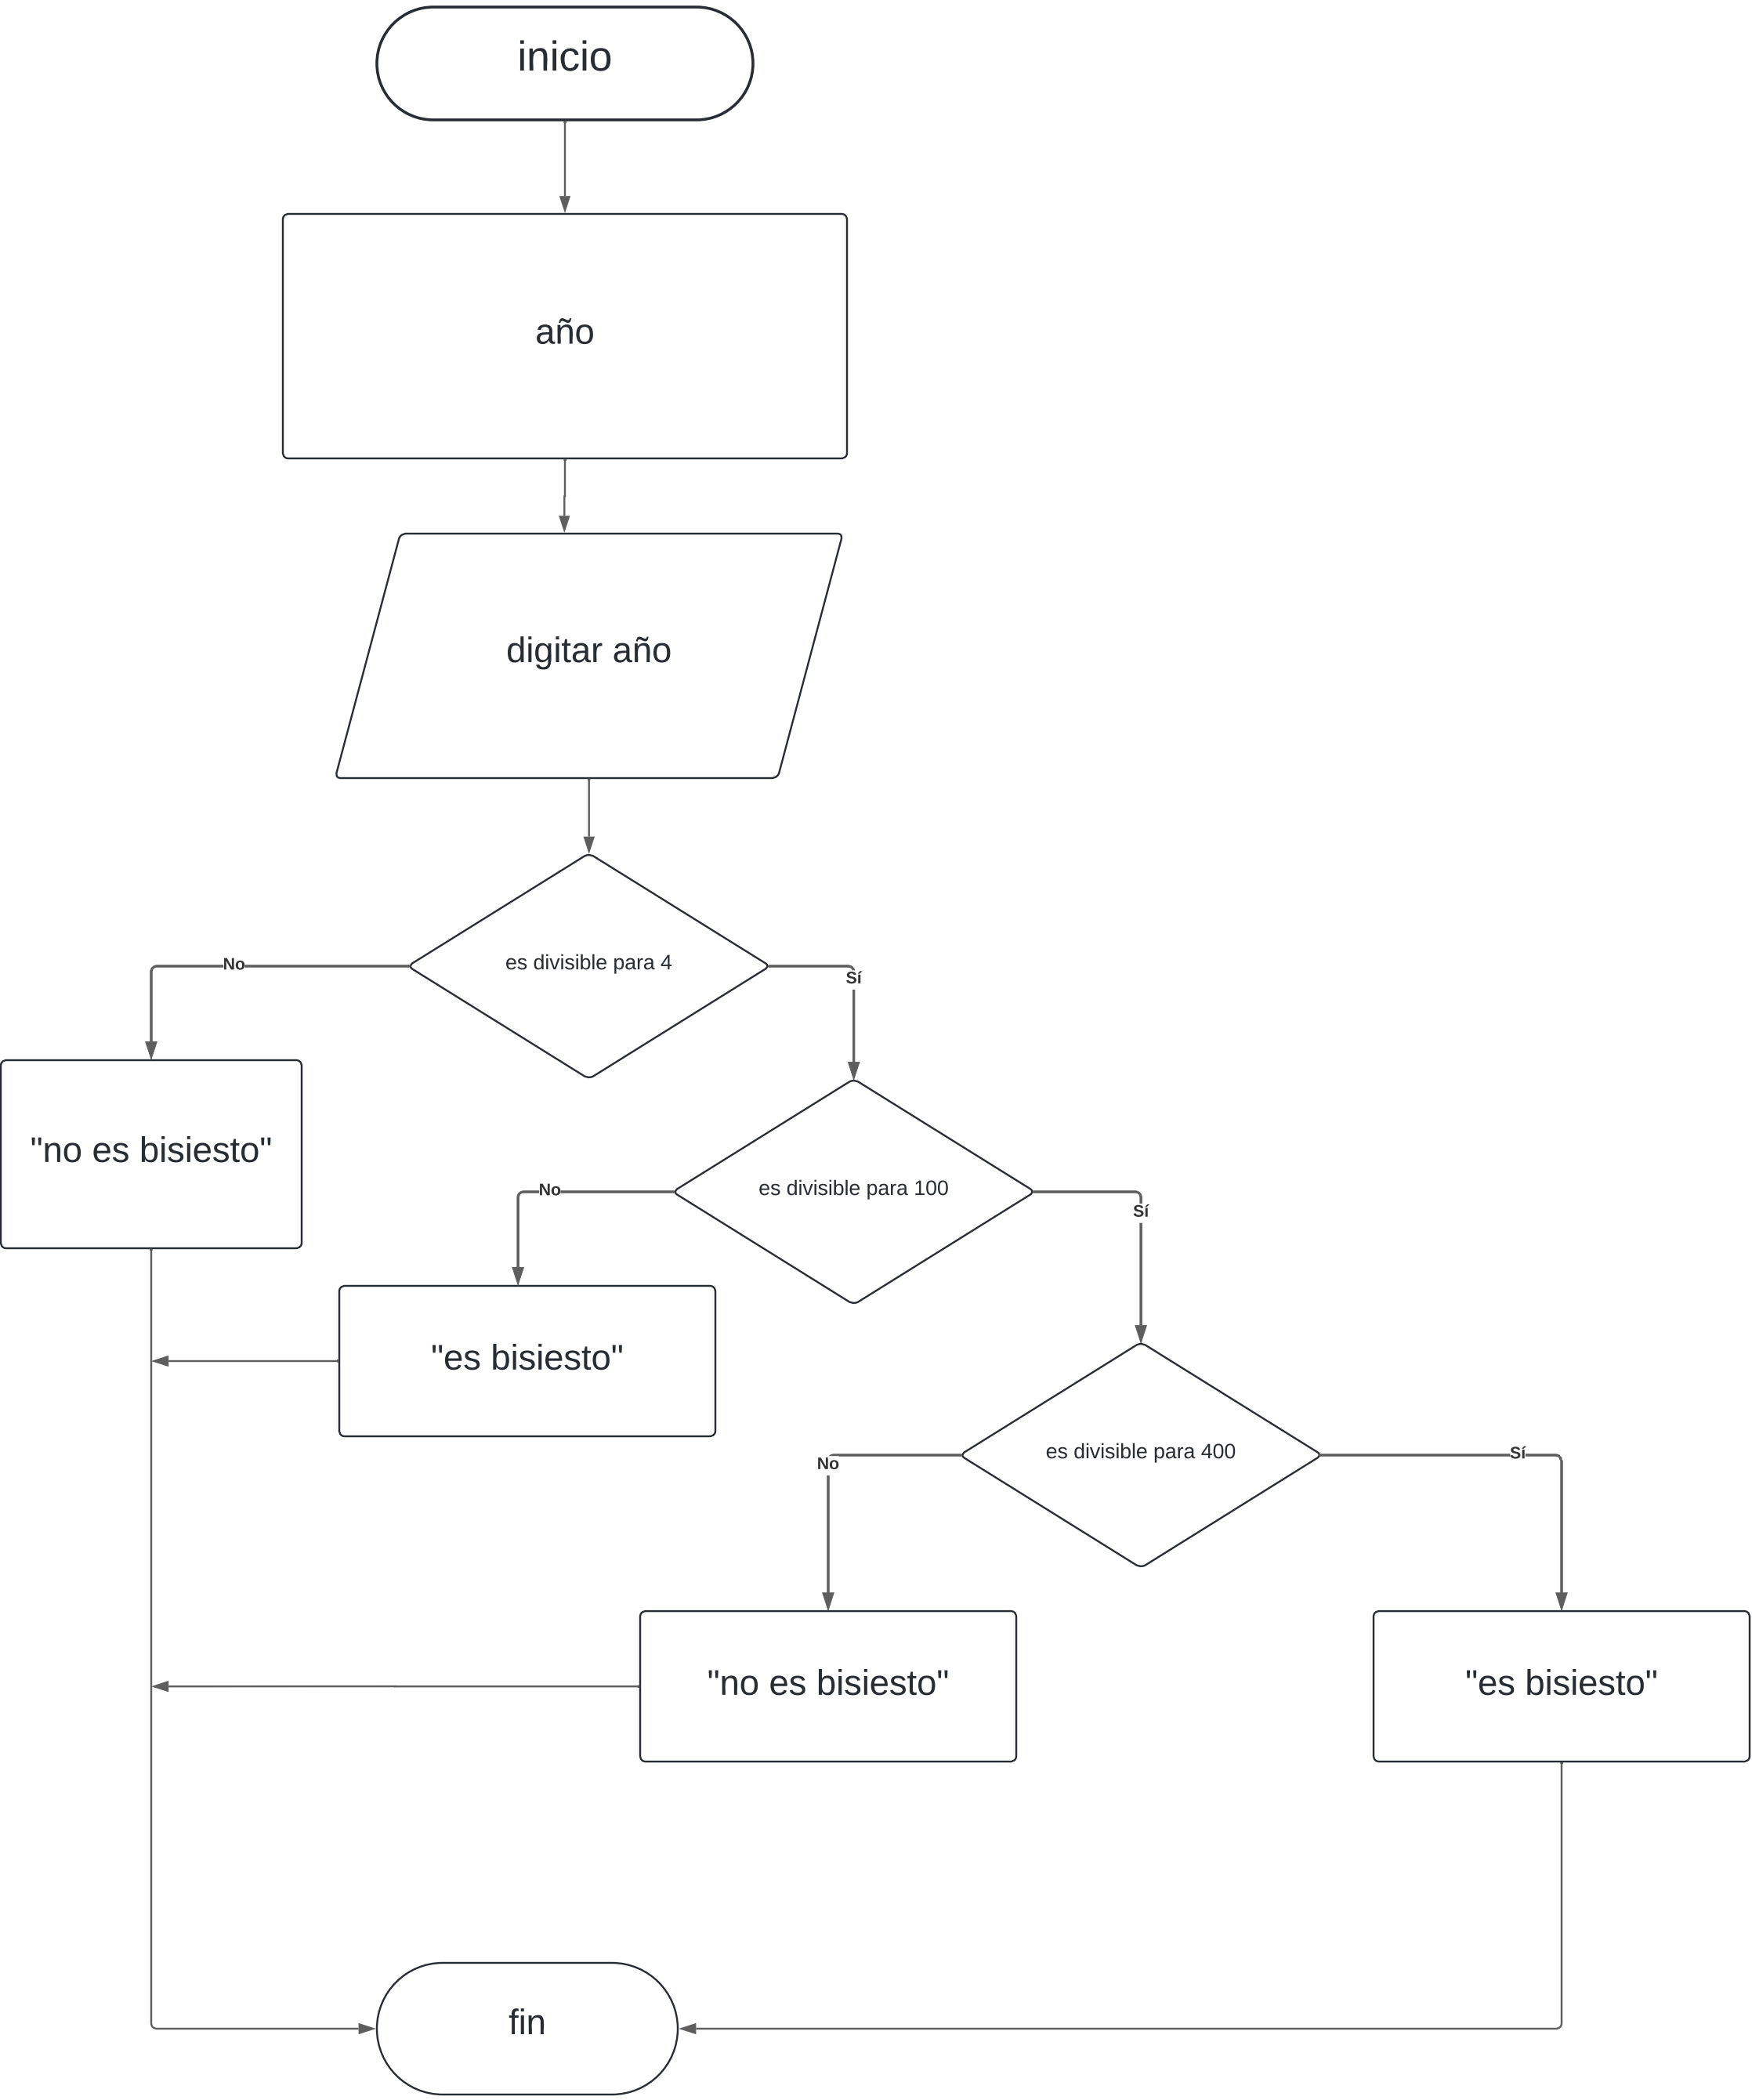 inicio
año
digitar año
es divisible para 4
No
Sí
"no es bisiesto"
es divisible para 100
No
Sí
"es bisiesto"
es divisible para 400
No
Sí
"no es bisiesto"
"es bisiesto"
fin